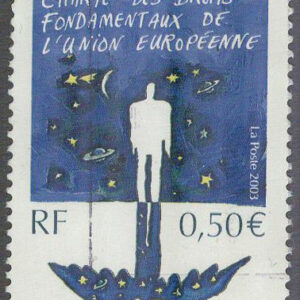 CHARTE DES DROITS
FONDAMENTAUX DE
L'UNION EUROPÉENNE
La Poste 2003
RF
0,50€